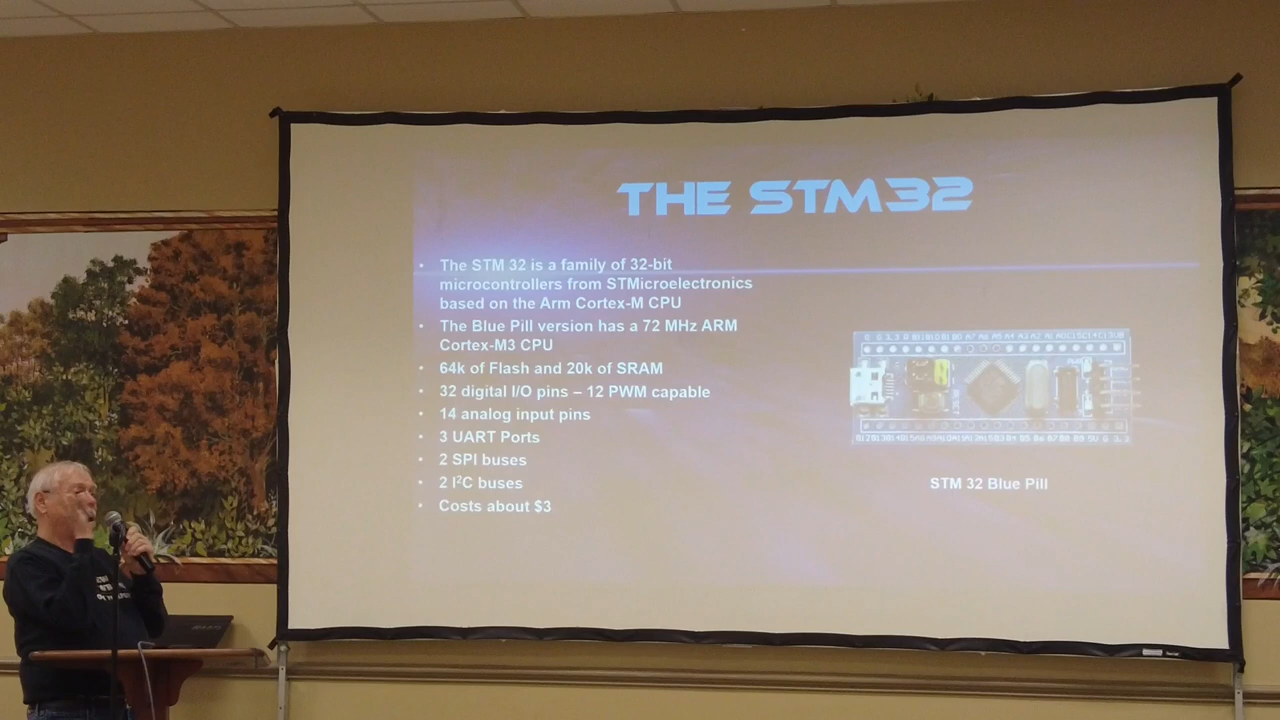 THE STM32
• The STM 32 is a family of 32-bit
microcontrollers from STMicroelectronics
based on the Arm Cortex-M CPU
• The Blue Pill version has a 72 MHz ARM
Cortex-M3 CPU
• 64k of Flash and 20k of SRAM
• 32 digital I/O pins – 12 PWM capable
• 14 analog input pins
• 3 UART Ports
• 2 SPI buses
• 2 I²C buses
• Costs about $3
STM 32 Blue Pill